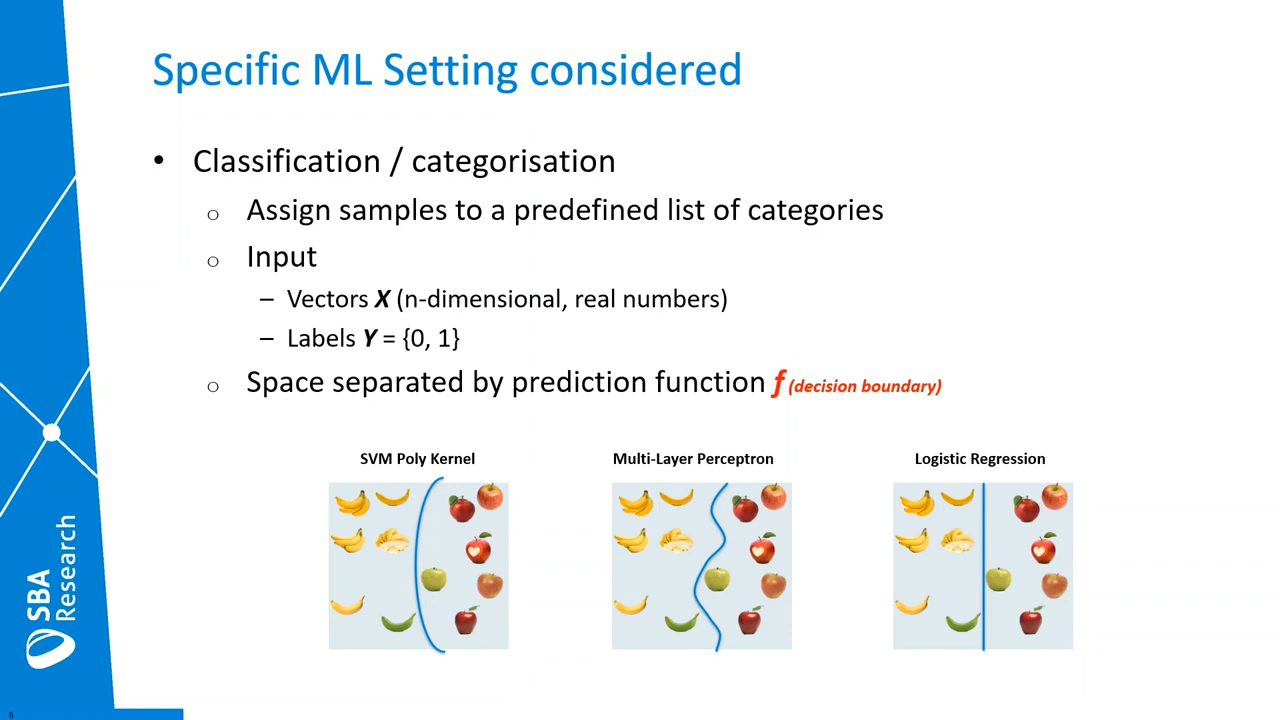 Specific ML Setting considered
• Classification / categorisation
o Assign samples to a predefined list of categories
o Input
– Vectors X (n-dimensional, real numbers)
– Labels Y = {0, 1}
o Space separated by prediction function f (decision boundary)
SVM Poly Kernel
Multi-Layer Perceptron
Logistic Regression
SBA
Research
6